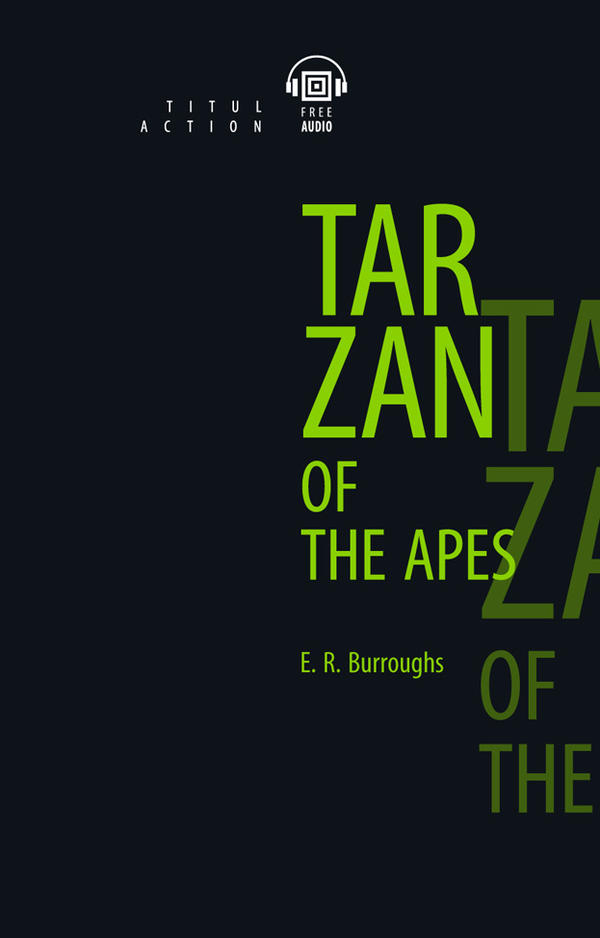 TITUL
ACTION
FREE
AUDIO
TAR
ZAN
OF
THE APES
E. R. Burroughs
TA
ZA
OF
THE